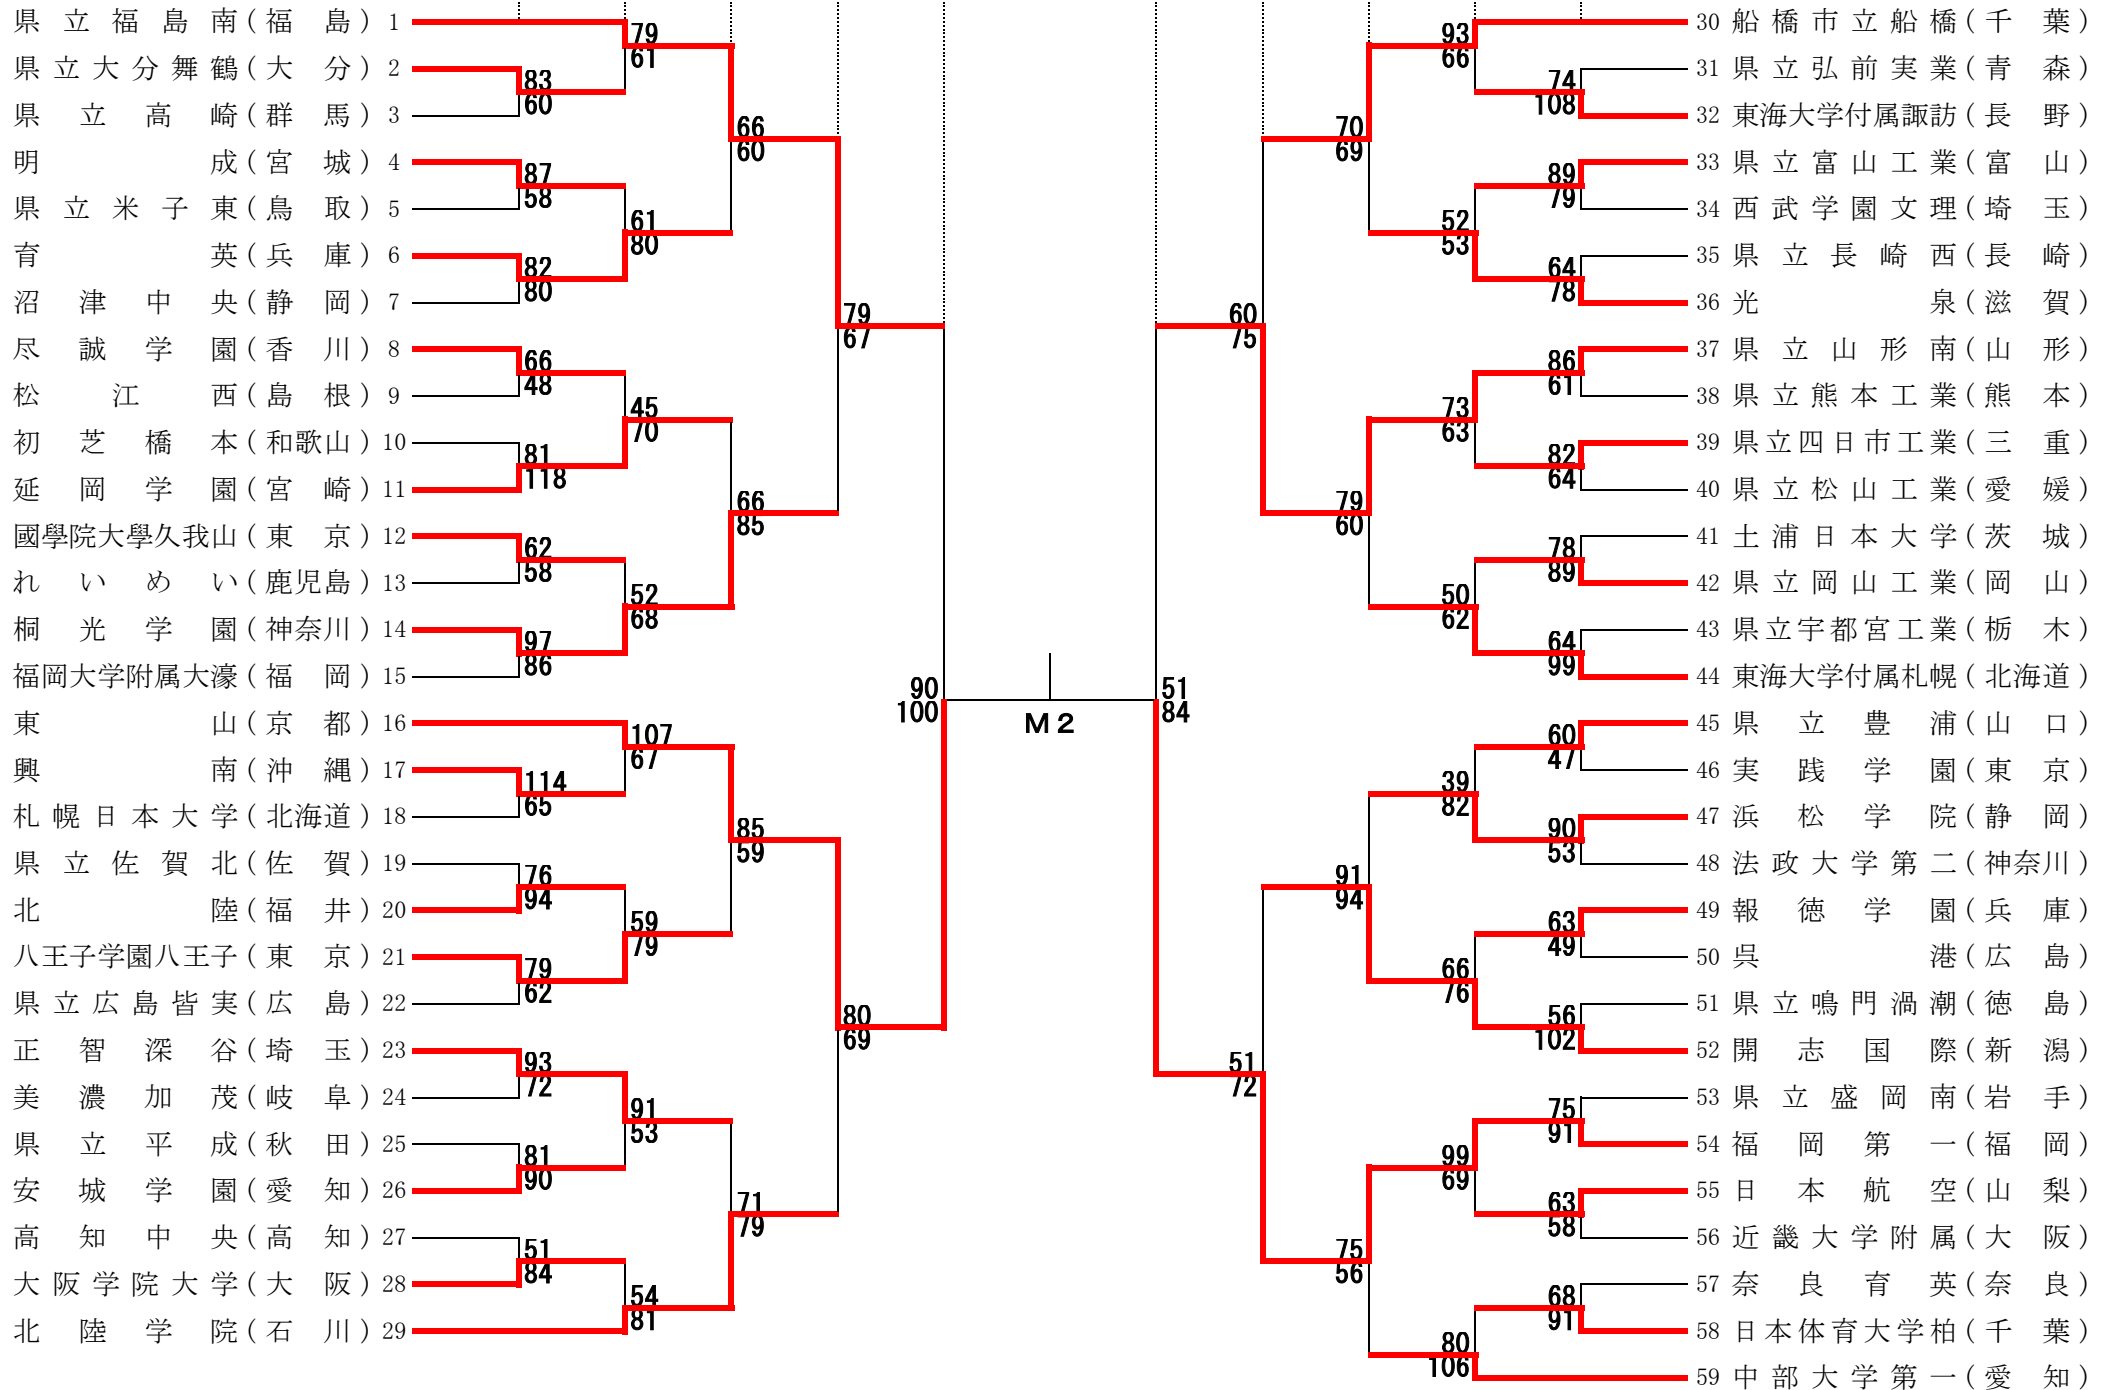 県立福島南(福島) 1
県立大分舞鶴(大分) 2
県立高崎(群馬) 3
明成(宮城) 4
県立米子東(鳥取) 5
育英(兵庫) 6
沼津中央(静岡) 7
尽誠学園(香川) 8
松江西(島根) 9
初芝橋本(和歌山) 10
延岡学園(宮崎) 11
國學院大學久我山(東京) 12
れいめい(鹿児島) 13
桐光学園(神奈川) 14
福岡大学附属大濠(福岡) 15
東山(京都) 16
興南(沖縄) 17
札幌日本大学(北海道) 18
県立佐賀北(佐賀) 19
北陸(福井) 20
八王子学園八王子(東京) 21
県立広島皆実(広島) 22
正智深谷(埼玉) 23
美濃加茂(岐阜) 24
県立平成(秋田) 25
安城学園(愛知) 26
高知中央(高知) 27
大阪学院大学(大阪) 28
北陸学院(石川) 29
83
60
87
58
82
80
66
48
81
118
62
58
97
86
114
65
76
94
79
62
93
72
81
90
51
84
79
61
61
80
45
70
52
68
107
67
59
79
91
53
54
81
66
60
66
85
85
59
71
79
79
67
80
69
90
100
M2
51
84
60
75
51
72
70
69
79
60
91
94
75
56
93
66
52
53
73
63
50
62
39
82
66
76
99
69
80
106
74
108
89
79
64
78
86
61
82
64
78
89
64
99
60
47
90
53
63
49
56
102
75
91
63
58
68
91
30 船橋市立船橋(千葉)
31 県立弘前実業(青森)
32 東海大学付属諏訪(長野)
33 県立富山工業(富山)
34 西武学園文理(埼玉)
35 県立長崎西(長崎)
36 光泉(滋賀)
37 県立山形南(山形)
38 県立熊本工業(熊本)
39 県立四日市工業(三重)
40 県立松山工業(愛媛)
41 土浦日本大学(茨城)
42 県立岡山工業(岡山)
43 県立宇都宮工業(栃木)
44 東海大学付属札幌(北海道)
45 県立豊浦(山口)
46 実践学園(東京)
47 浜松学院(静岡)
48 法政大学第二(神奈川)
49 報徳学園(兵庫)
50 呉港(広島)
51 県立鳴門渦潮(徳島)
52 開志国際(新潟)
53 県立盛岡南(岩手)
54 福岡第一(福岡)
55 日本航空(山梨)
56 近畿大学附属(大阪)
57 奈良育英(奈良)
58 日本体育大学柏(千葉)
59 中部大学第一(愛知)